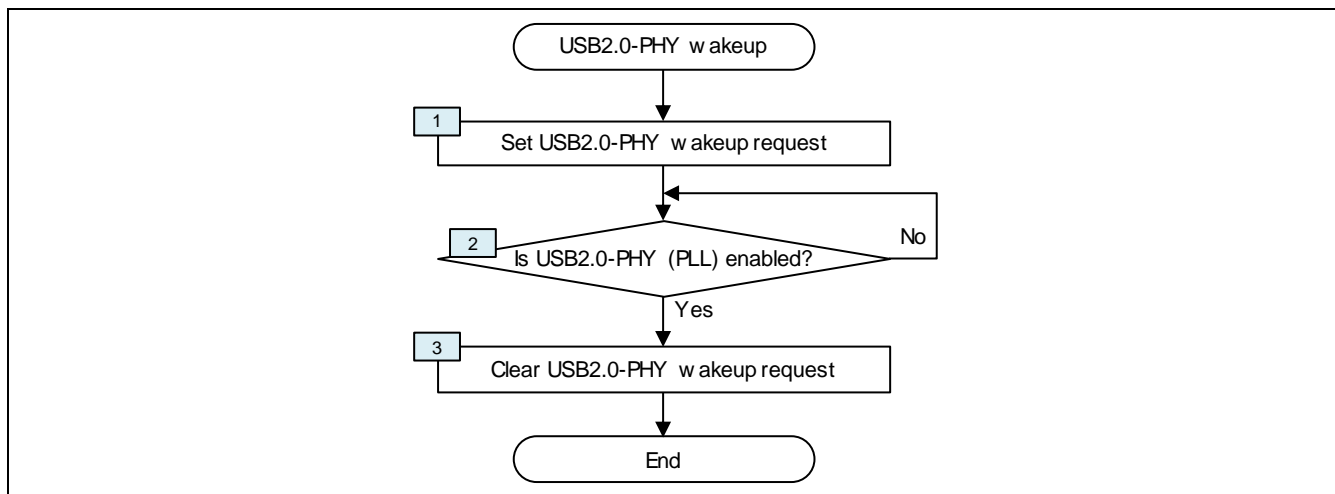 USB2.0-PHY wakeup
1
Set USB2.0-PHY wakeup request
No
2
Is USB2.0-PHY (PLL) enabled?
Yes
3
Clear USB2.0-PHY wakeup request
End